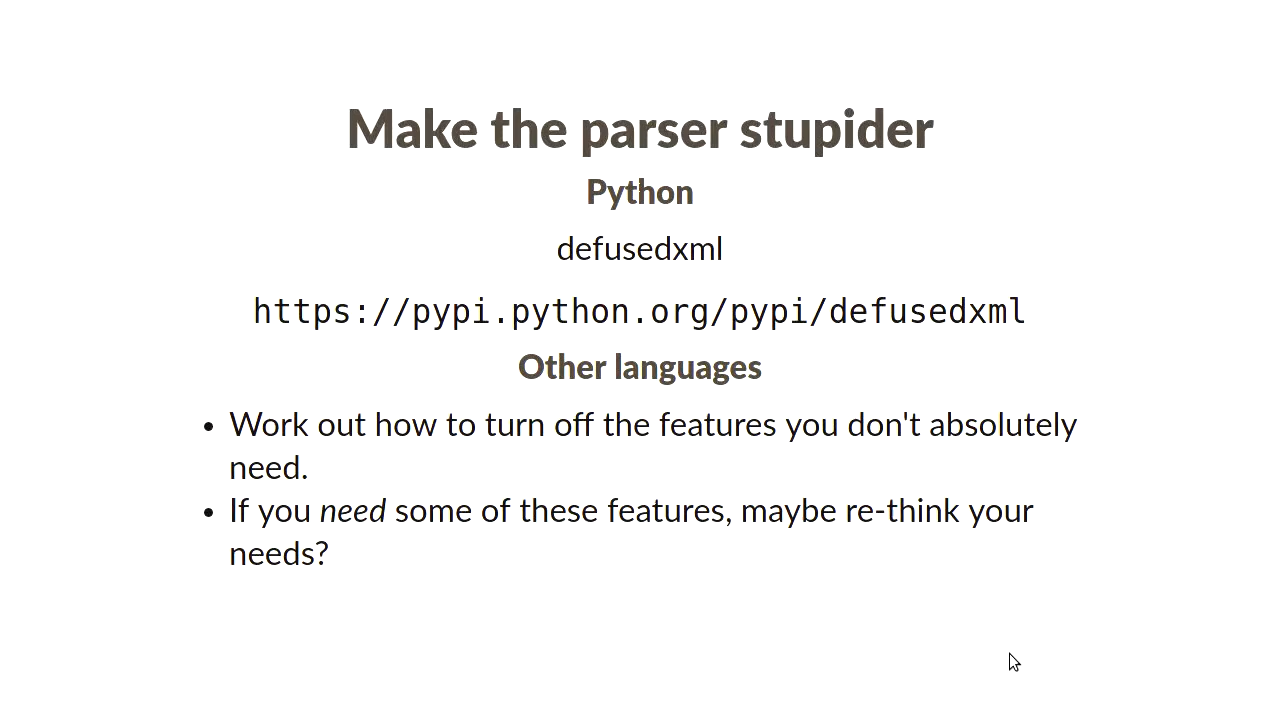 Make the parser stupider
Python
defusedxml
https://pypi.python.org/pypi/defusedxml
Other languages
• Work out how to turn off the features you don't absolutely
need.
• If you need some of these features, maybe re-think your
needs?